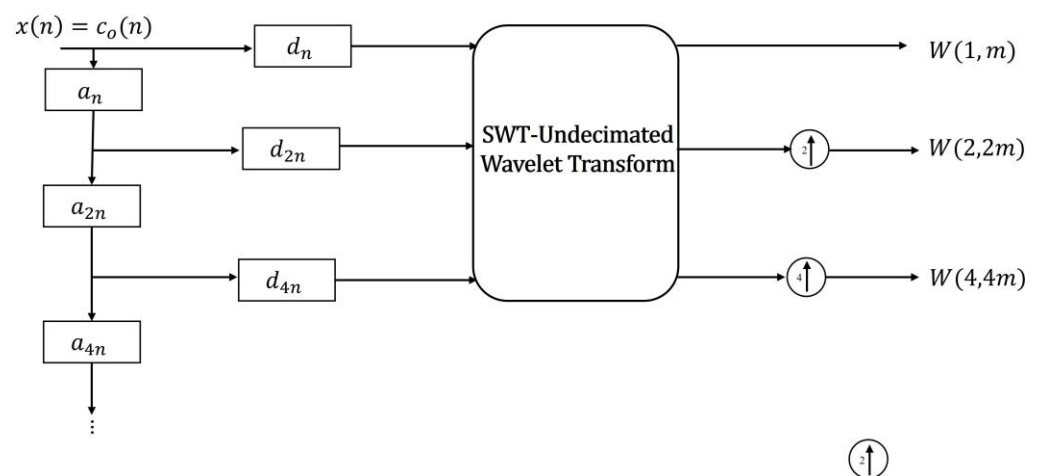 x(n) = c_o(n)
d_n
W(1, m)
a_n
SWT-Undecimated
Wavelet Transform
d_{2n}
2
W(2,2m)
a_{2n}
d_{4n}
4
W(4,4m)
a_{4n}
⋮
2